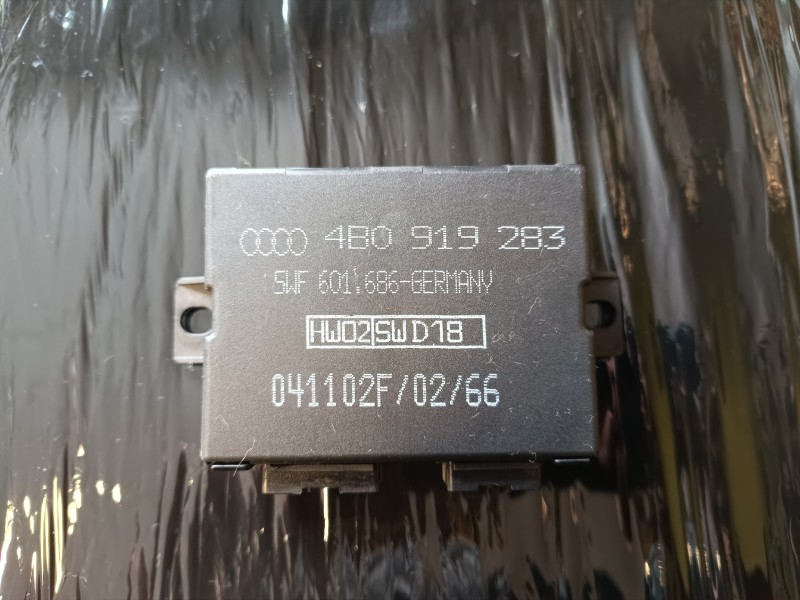 4B0 919 283
SWF 601.686-GERMANY
HW02 SW D18
041102F/02/66